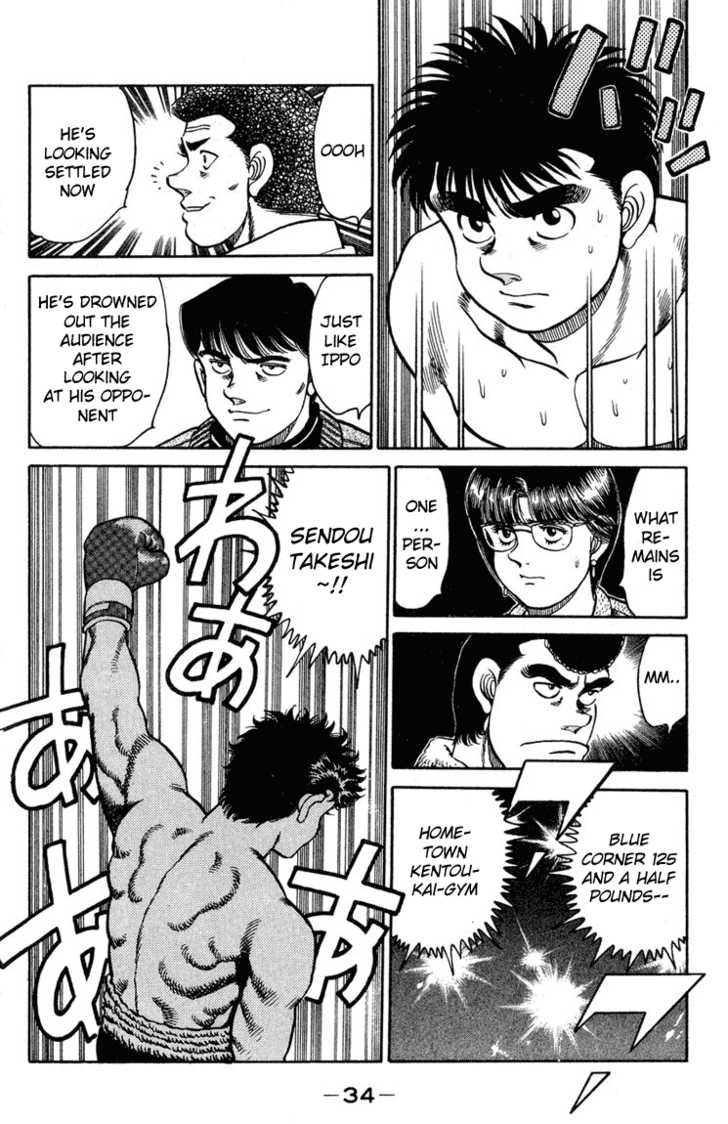 OOOH
HE'S
LOOKING
SETTLED
NOW
JUST
LIKE
IPPO
HE'S DROWNED
OUT THE
AUDIENCE
AFTER
LOOKING
AT HIS OPPO-
NENT
WHAT
RE-
MAINS
IS
ONE
...
PER-
SON
MM..
BLUE
CORNER 125
AND A HALF
POUNDS--
HOME-
TOWN
KENTOU-
KAI-GYM
SENDOU
TAKESHI
~!!
わぁ
あ
あ
あ
-34-